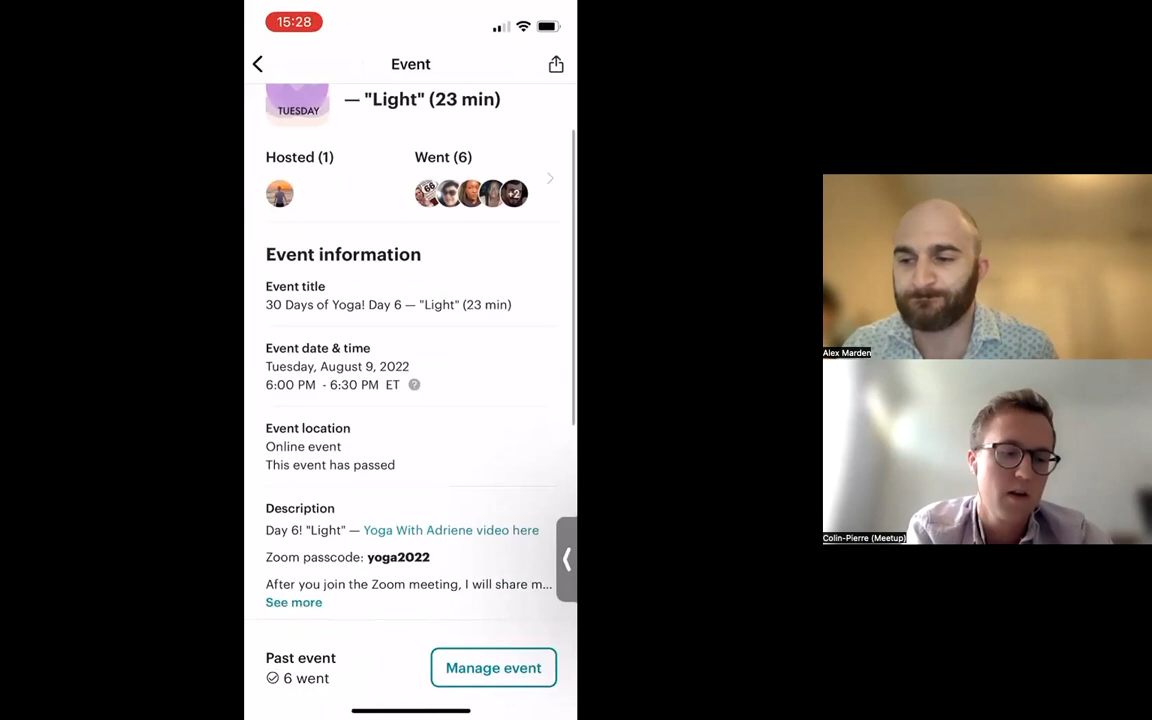 15:28
Event
TUESDAY
— "Light" (23 min)
Hosted (1)
Went (6)
66
+2
Event information
Event title
30 Days of Yoga! Day 6 — "Light" (23 min)
Event date & time
Tuesday, August 9, 2022
6:00 PM - 6:30 PM ET ?
Event location
Online event
This event has passed
Description
Day 6! "Light" — Yoga With Adriene video here
Zoom passcode: yoga2022
After you join the Zoom meeting, I will share m...
See more
Past event
6 went
Manage event
Alex Marden
Colin-Pierre (Meetup)